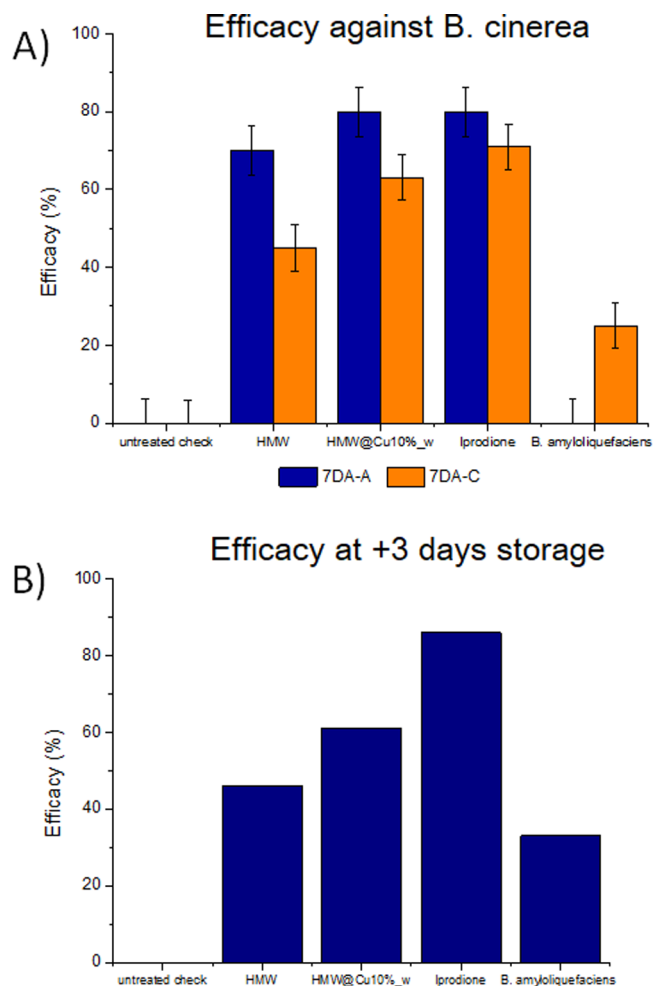 A)
Efficacy against B. cinerea
100
80
60
40
20
0
Efficacy (%)
untreated check HMW HMW@Cu10%_w Iprodione B. amyloliquefaciens
7DA-A 7DA-C
B)
Efficacy at +3 days storage
100
80
60
40
20
0
Efficacy (%)
untreated check HMW HMW@Cu10%_w Iprodione B. amyloliquefaciens